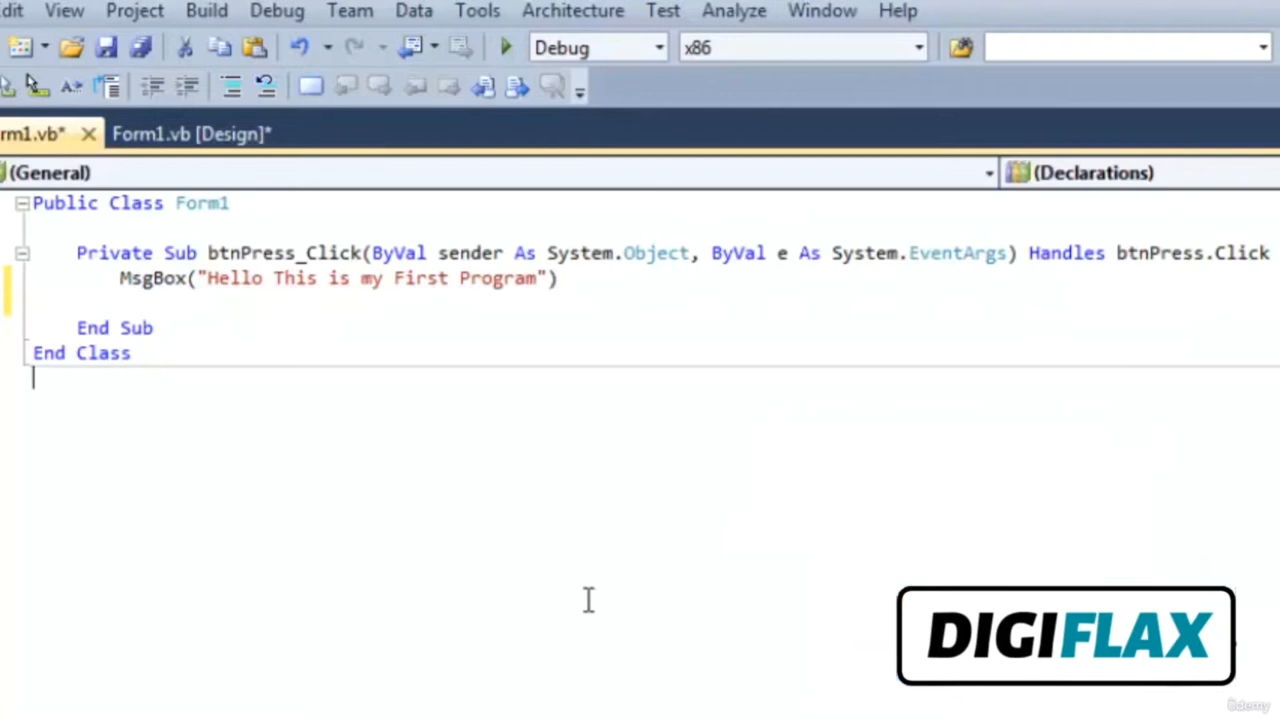 dit View Project Build Debug Team Data Tools Architecture Test Analyze Window Help
Debug x86
rm1.vb* Form1.vb [Design]*
(General) (Declarations)
Public Class Form1
Private Sub btnPress_Click(ByVal sender As System.Object, ByVal e As System.EventArgs) Handles btnPress.Click
MsgBox("Hello This is my First Program")
End Sub
End Class
DIGIFLAX
ûdemy